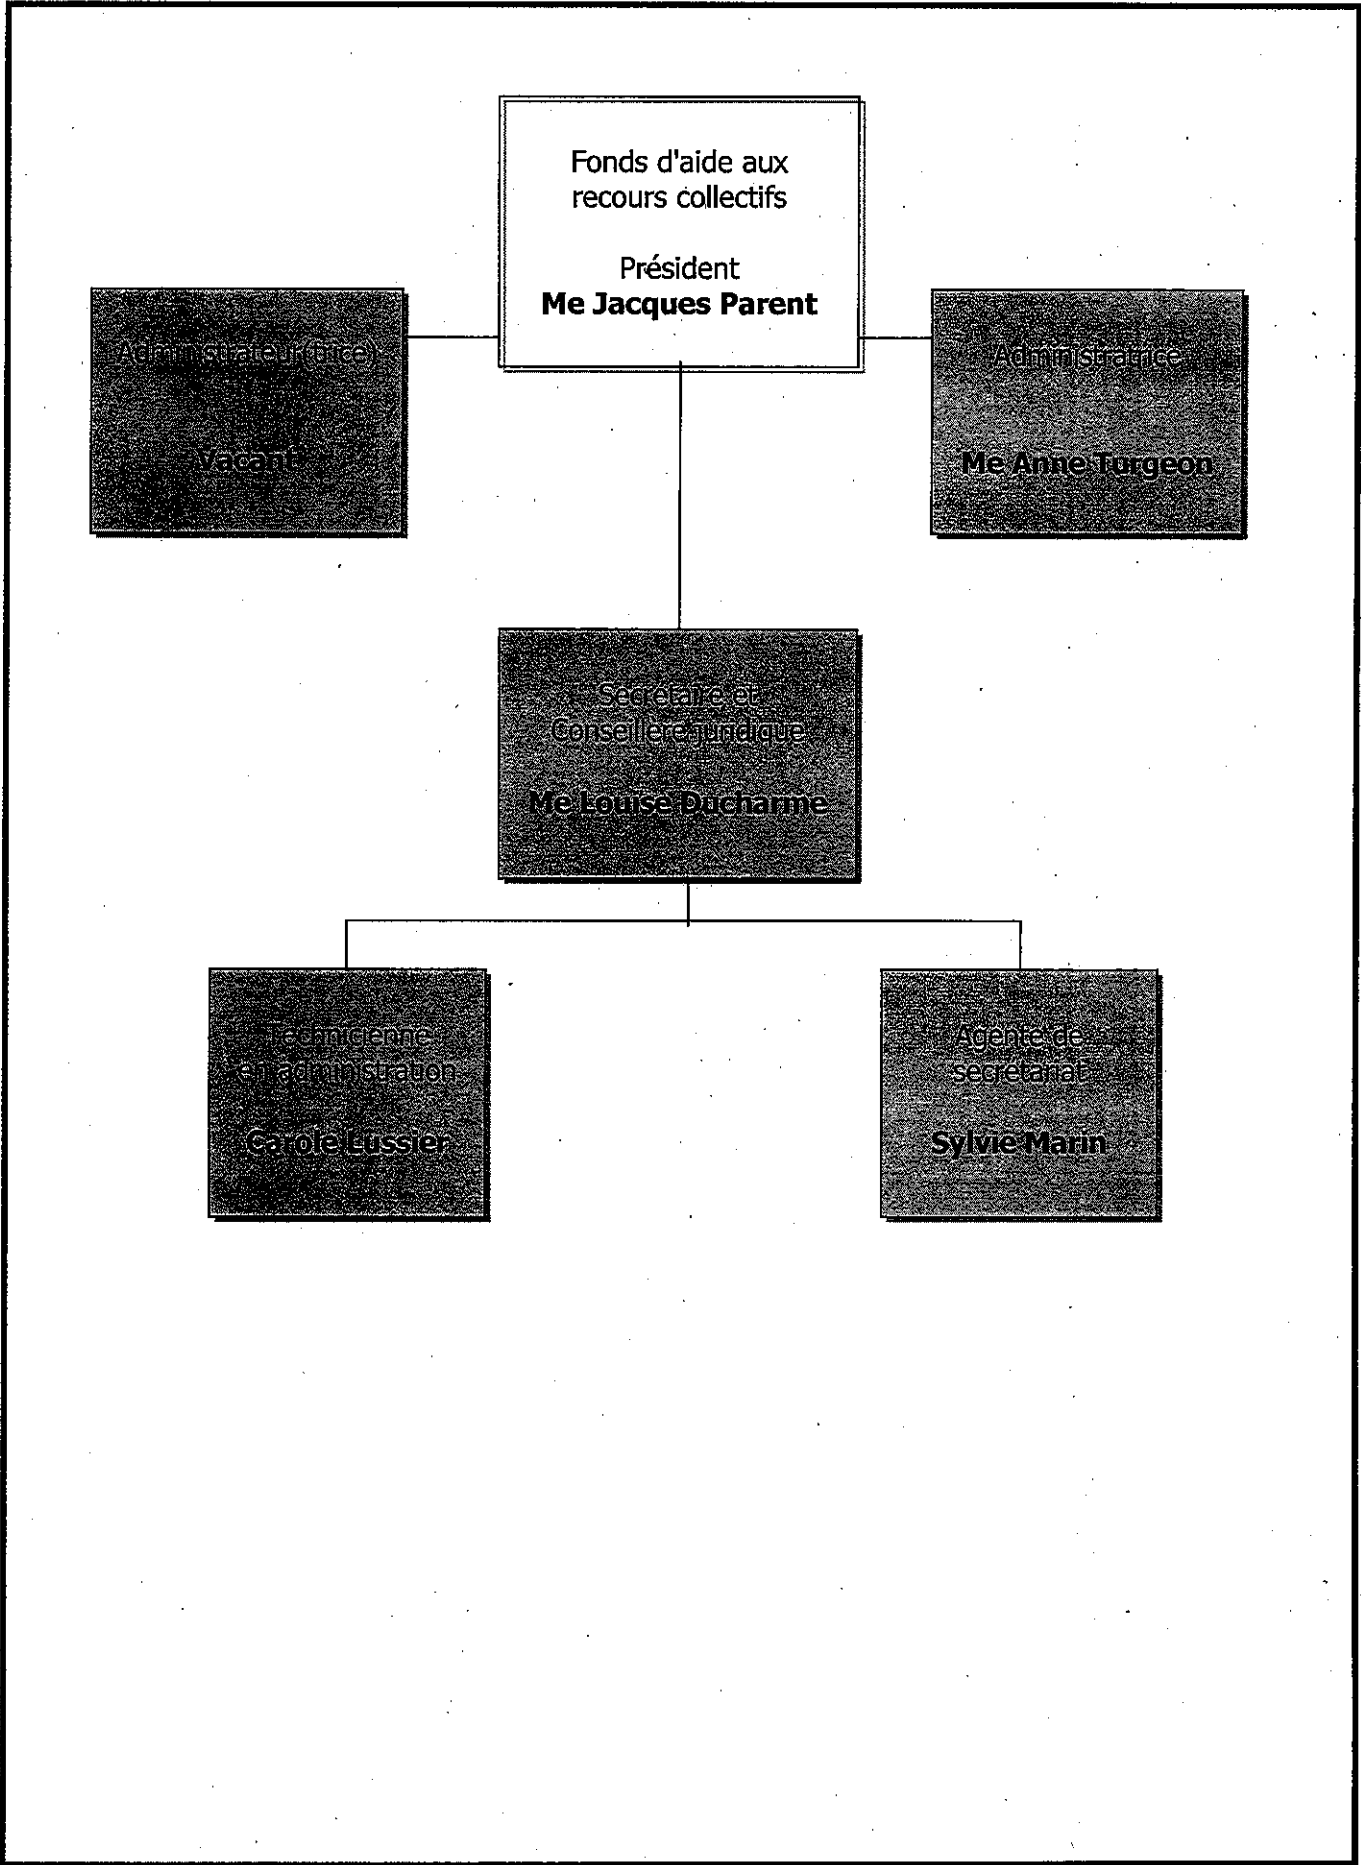 Fonds d'aide aux
recours collectifs
Président
Me Jacques Parent
Administrateur(trice)
Vacant
Administratrice
Me Anne Turgeon
Secrétaire et
Conseillère juridique
Me Louise Ducharme
Technicienne
en administration
Carole Lussier
Agente de
secrétariat
Sylvie Marin